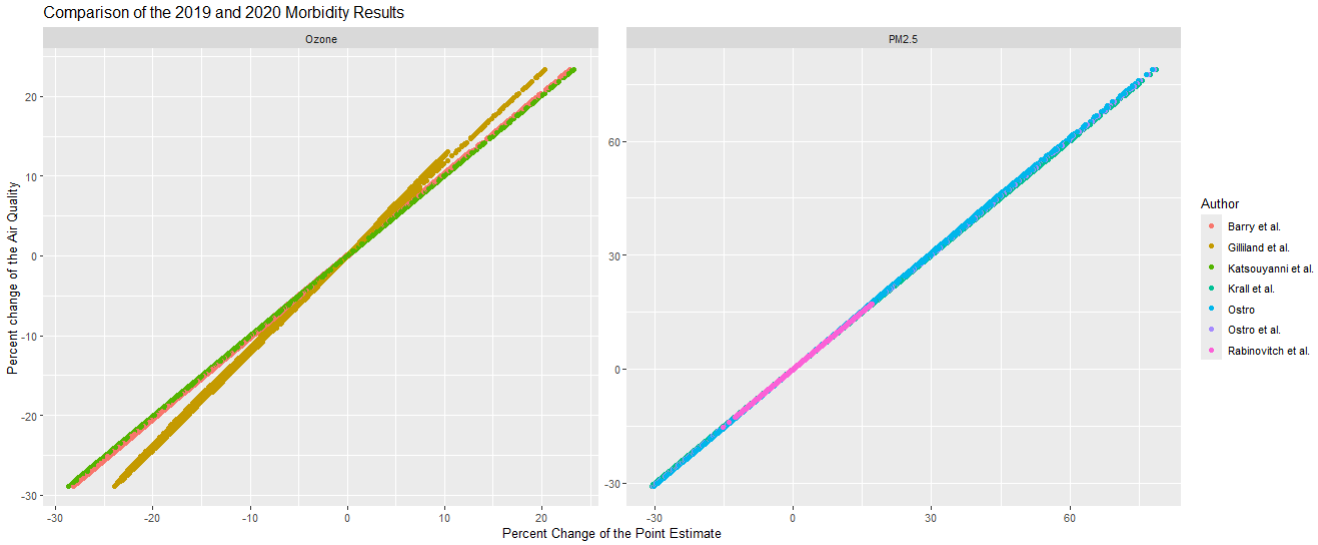 Comparison of the 2019 and 2020 Morbidity Results
Ozone
PM2.5
Percent change of the Air Quality
20
10
0
-10
-20
-30
-30
-20
-10
0
10
20
60
30
0
-30
-30
0
30
60
Percent Change of the Point Estimate
Author
Barry et al.
Gilliland et al.
Katsouyanni et al.
Krall et al.
Ostro
Ostro et al.
Rabinovitch et al.